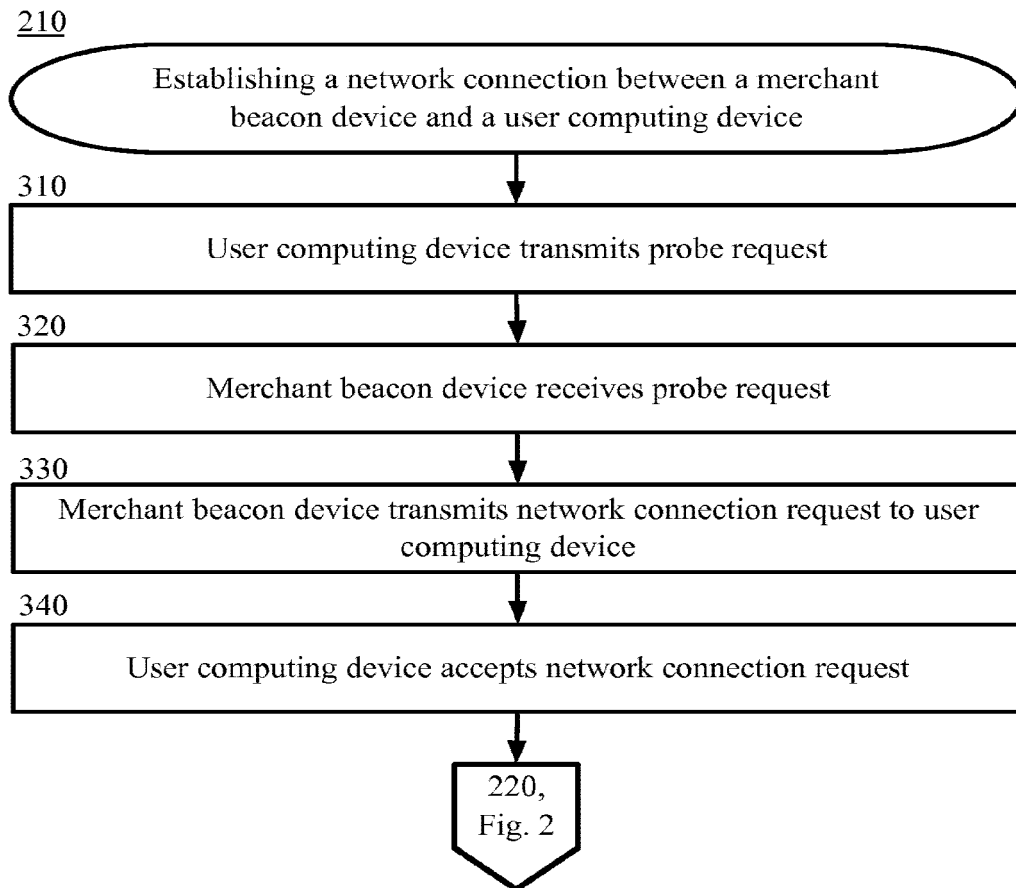 210
Establishing a network connection between a merchant
beacon device and a user computing device
310
User computing device transmits probe request
320
Merchant beacon device receives probe request
330
Merchant beacon device transmits network connection request to user
computing device
340
User computing device accepts network connection request
220,
Fig. 2